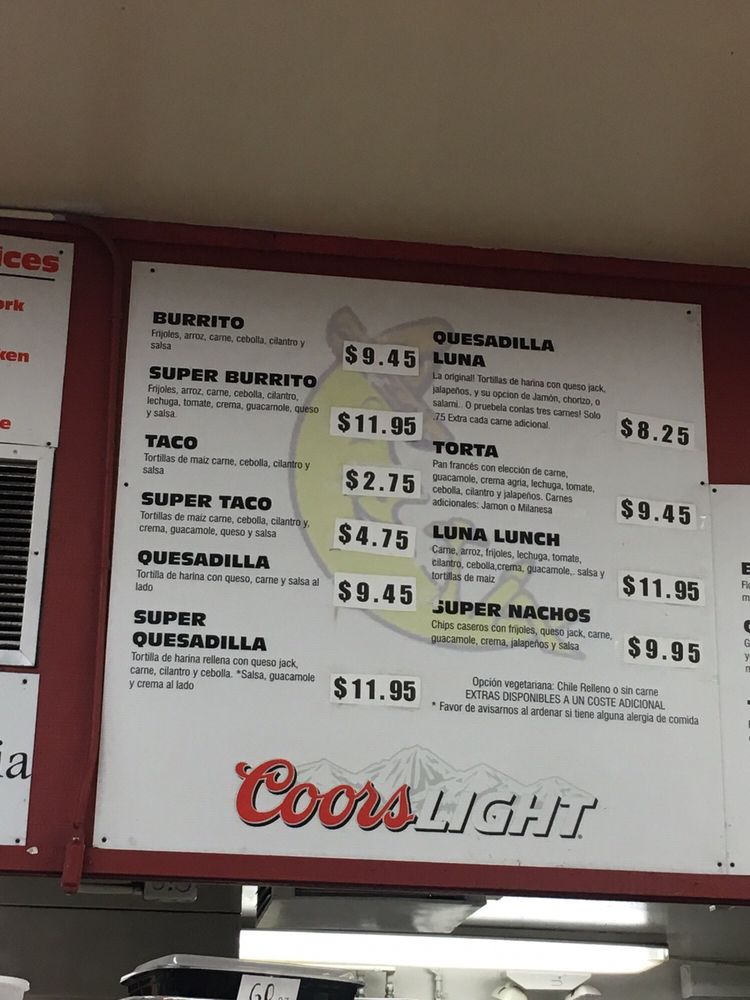 ices
ork
ken
e
ia
BURRITO
Frijoles, arroz, carne, cebolla, cilantro y
salsa
$9.45
SUPER BURRITO
Frijoles, arroz, carne, cebolla, cilantro,
lechuga, tomate, crema, guacamole, queso
y salsa.
$11.95
TACO
Tortillas de maiz carne, cebolla, cilantro y
salsa
$2.75
SUPER TACO
Tortillas de maiz carne, cebolla, cilantro y,
crema, guacamole, queso y salsa
$4.75
QUESADILLA
Tortilla de harina con queso, carne y salsa al
lado
$9.45
SUPER
QUESADILLA
Tortilla de harina rellena con queso jack,
carne, cilantro y cebolla. *Salsa, guacamole
y crema al lado
$11.95
QUESADILLA
LUNA
La original! Tortillas de harina con queso jack,
jalapeños, y su opcion de Jamón, chorizo, o
salami.. O pruebela conlas tres carnes! Solo
.75 Extra cada carne adicional.
$8.25
TORTA
Pan francés con elección de carne,
guacamole, crema agria, lechuga, tomate,
cebolla, cilantro y jalapeños. Carnes
adicionales: Jamon o Milanesa
$9.45
LUNA LUNCH
Carne, arroz, frijoles, lechuga, tomate,
cilantro, cebolla,crema, guacamole,. salsa y
tortillas de maiz
$11.95
SUPER NACHOS
Chips caseros con frijoles, queso jack, carne,
guacamole, crema, jalapeños y salsa
$9.95
Opción vegetariana: Chile Relleno o sin carne
EXTRAS DISPONIBLES A UN COSTE ADICIONAL
* Favor de avisarnos al ardenar si tiene alguna alergia de comida
Coors LIGHT